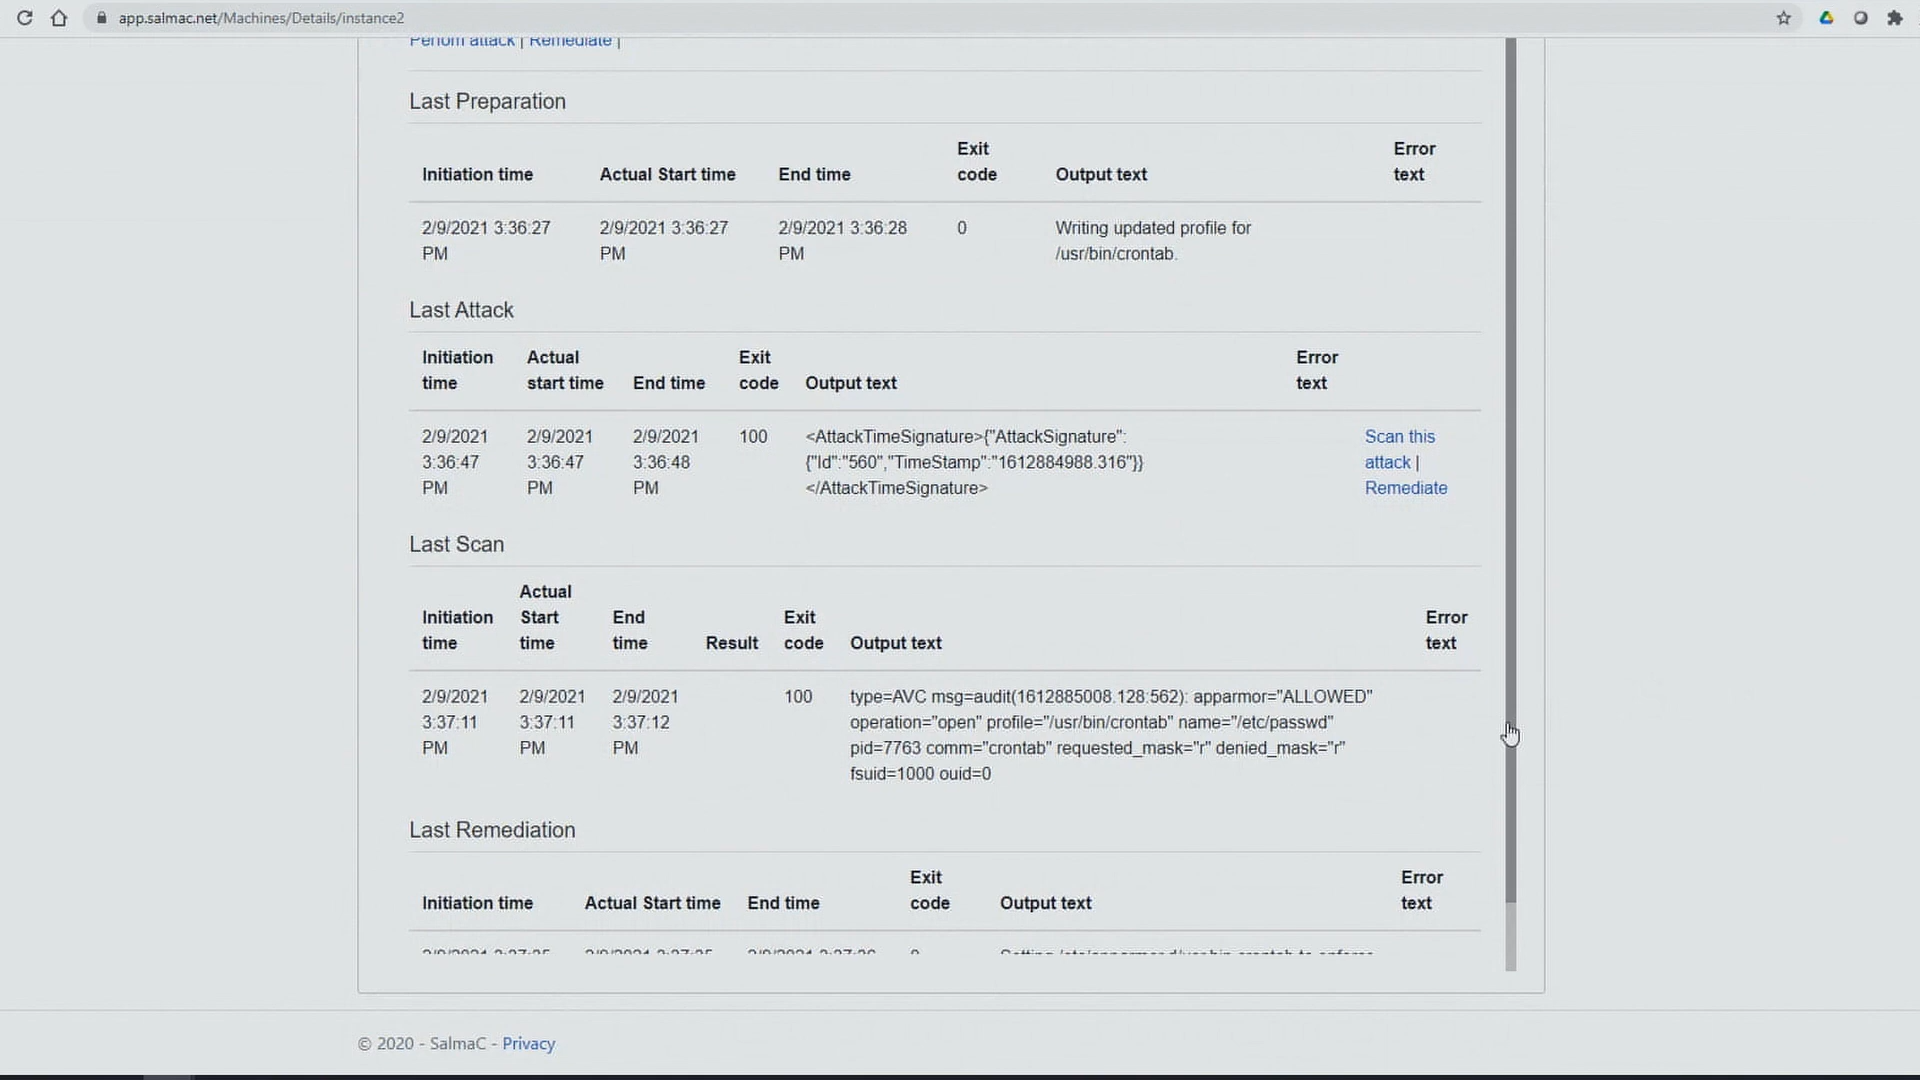 app.salmac.net/Machines/Details/instance2
Perform attack | Remediate |
Last Preparation
Initiation time Actual Start time End time Exit code Output text Error text
2/9/2021 3:36:27 PM 2/9/2021 3:36:27 PM 2/9/2021 3:36:28 PM 0 Writing updated profile for /usr/bin/crontab.
Last Attack
Initiation time Actual start time End time Exit code Output text Error text
2/9/2021 3:36:47 PM 2/9/2021 3:36:47 PM 2/9/2021 3:36:48 PM 100 <AttackTimeSignature>{"AttackSignature": {"Id":"560","TimeStamp":"1612884988.316"}} </AttackTimeSignature> Scan this attack | Remediate
Last Scan
Initiation time Actual Start time End time Result Exit code Output text Error text
2/9/2021 3:37:11 PM 2/9/2021 3:37:11 PM 2/9/2021 3:37:12 PM 100 type=AVC msg=audit(1612885008.128:562): apparmor="ALLOWED" operation="open" profile="/usr/bin/crontab" name="/etc/passwd" pid=7763 comm="crontab" requested_mask="r" denied_mask="r" fsuid=1000 ouid=0
Last Remediation
Initiation time Actual Start time End time Exit code Output text Error text
© 2020 - SalmaC - Privacy